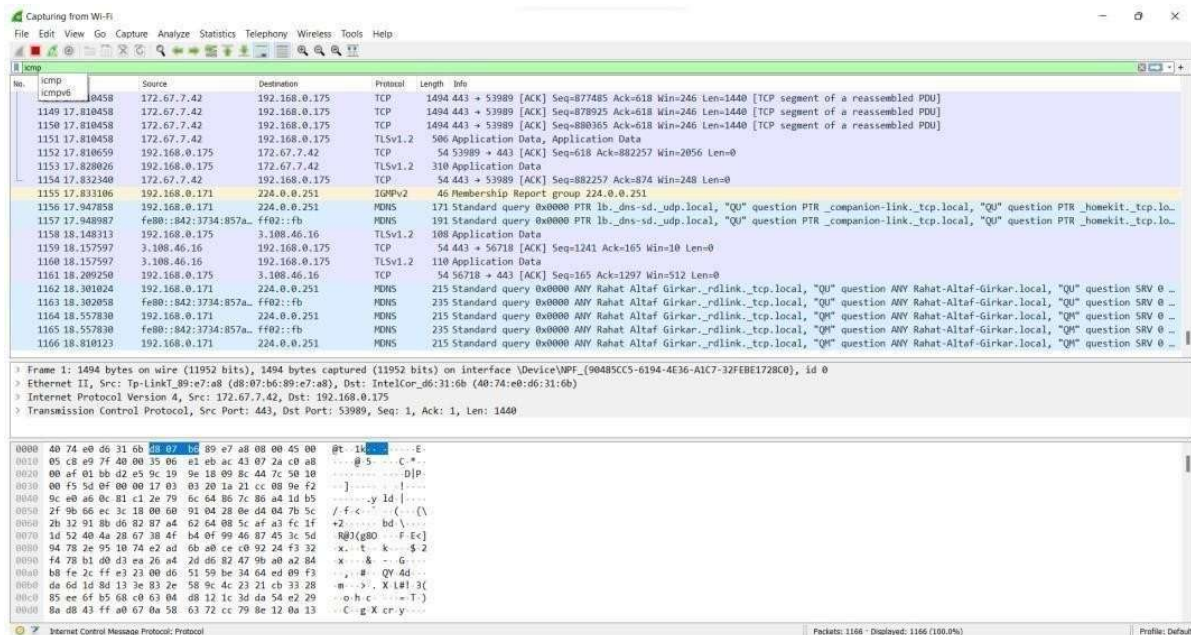 Capturing from Wi-Fi
File Edit View Go Capture Analyze Statistics Telephony Wireless Tools Help
icmp
icmp
icmpv6
No. Source Destination Protocol Length Info
10458 172.67.7.42 192.168.0.175 TCP 1494 443 → 53989 [ACK] Seq=877485 Ack=618 Win=246 Len=1440 [TCP segment of a reassembled PDU]
1149 17.810458 172.67.7.42 192.168.0.175 TCP 1494 443 → 53989 [ACK] Seq=878925 Ack=618 Win=246 Len=1440 [TCP segment of a reassembled PDU]
1150 17.810458 172.67.7.42 192.168.0.175 TCP 1494 443 → 53989 [ACK] Seq=880365 Ack=618 Win=246 Len=1440 [TCP segment of a reassembled PDU]
1151 17.810458 172.67.7.42 192.168.0.175 TLSv1.2 506 Application Data, Application Data
1152 17.810659 192.168.0.175 172.67.7.42 TCP 54 53989 → 443 [ACK] Seq=618 Ack=882257 Win=2056 Len=0
1153 17.828026 192.168.0.175 172.67.7.42 TLSv1.2 310 Application Data
1154 17.832340 172.67.7.42 192.168.0.175 TCP 54 443 → 53989 [ACK] Seq=882257 Ack=874 Win=248 Len=0
1155 17.833106 192.168.0.171 224.0.0.251 IGMPv2 46 Membership Report group 224.0.0.251
1156 17.947858 192.168.0.171 224.0.0.251 MDNS 171 Standard query 0x0000 PTR lb._dns-sd._udp.local, "QU" question PTR _companion-link._tcp.local, "QU" question PTR _homekit._tcp.lo…
1157 17.948987 fe80::842:3734:857a… ff02::fb MDNS 191 Standard query 0x0000 PTR lb._dns-sd._udp.local, "QU" question PTR _companion-link._tcp.local, "QU" question PTR _homekit._tcp.lo…
1158 18.148313 192.168.0.175 3.108.46.16 TLSv1.2 108 Application Data
1159 18.157597 3.108.46.16 192.168.0.175 TCP 54 443 → 56718 [ACK] Seq=1241 Ack=165 Win=10 Len=0
1160 18.157597 3.108.46.16 192.168.0.175 TLSv1.2 110 Application Data
1161 18.209250 192.168.0.175 3.108.46.16 TCP 54 56718 → 443 [ACK] Seq=165 Ack=1297 Win=512 Len=0
1162 18.301024 192.168.0.171 224.0.0.251 MDNS 215 Standard query 0x0000 ANY Rahat Altaf Girkar._rdlink._tcp.local, "QU" question ANY Rahat-Altaf-Girkar.local, "QU" question SRV 0 …
1163 18.302058 fe80::842:3734:857a… ff02::fb MDNS 235 Standard query 0x0000 ANY Rahat Altaf Girkar._rdlink._tcp.local, "QU" question ANY Rahat-Altaf-Girkar.local, "QU" question SRV 0 …
1164 18.557830 192.168.0.171 224.0.0.251 MDNS 215 Standard query 0x0000 ANY Rahat Altaf Girkar._rdlink._tcp.local, "QM" question ANY Rahat-Altaf-Girkar.local, "QM" question SRV 0 …
1165 18.557830 fe80::842:3734:857a… ff02::fb MDNS 235 Standard query 0x0000 ANY Rahat Altaf Girkar._rdlink._tcp.local, "QM" question ANY Rahat-Altaf-Girkar.local, "QM" question SRV 0 …
1166 18.810123 192.168.0.171 224.0.0.251 MDNS 215 Standard query 0x0000 ANY Rahat Altaf Girkar._rdlink._tcp.local, "QM" question ANY Rahat-Altaf-Girkar.local, "QM" question SRV 0 …
Frame 1: 1494 bytes on wire (11952 bits), 1494 bytes captured (11952 bits) on interface \Device\NPF_{90485CC5-6194-4E36-A1C7-32FEBE1728C0}, id 0
Ethernet II, Src: Tp-LinkT_89:e7:a8 (d8:07:b6:89:e7:a8), Dst: IntelCor_d6:31:6b (40:74:e0:d6:31:6b)
Internet Protocol Version 4, Src: 172.67.7.42, Dst: 192.168.0.175
Transmission Control Protocol, Src Port: 443, Dst Port: 53989, Seq: 1, Ack: 1, Len: 1440
0000 40 74 e0 d6 31 6b d8 07 b6 89 e7 a8 08 00 45 00 @t··1k·· ······E·
0010 05 c8 e9 7f 40 00 35 06 e1 eb ac 43 07 2a c0 a8 ····@·5· ···C·*··
0020 00 af 01 bb d2 e5 9c 19 9e 18 09 8c 44 7c 50 10 ········ ····D|P·
0030 00 f5 5d 0f 00 00 17 03 03 03 20 1a 21 cc 08 9e f2
0040 9c e0 a6 0c 81 c1 2e 79 6c 64 86 7c 86 a4 1d b5 ·······.y ld·|····
0050 2f 9b 66 ec 3c 18 00 60 91 04 28 0e d4 04 7b 5c /·f·<··` ··(···{\
0060 2b 32 91 8b d6 82 87 a4 62 64 08 5c af a3 fc 1f +2······ bd·\····
0070 1d 52 40 4a 28 67 38 4f b4 0f 99 46 87 45 3c 5d ·R@J(g8O ···F·E<]
0080 94 78 2e 95 10 74 e2 ad 6b a0 ce c0 92 24 f3 32 ·x.··t·· k····$·2
0090 f4 78 b1 d0 d3 ea 26 a4 2d d6 82 47 9b a0 a2 84 ·x····&· -··G····
00a0 b8 fe 2c ff e3 23 00 d6 51 59 be 34 64 ed 09 f3 ··,··#·· QY·4d···
00b0 da 6d 1d 8d 13 3e 83 2e 58 9c 4c 23 21 cb 33 28 ·m···>·. X·L#!·3(
00c0 85 ee 6f b5 68 c0 63 04 d8 12 1c 3d da 54 e2 29 ··o·h·c· ···=·T·)
00d0 8a d8 43 ff a0 67 0a 58 63 72 cc 79 8e 12 0a 13 ··C··g·X cr·y····
Internet Control Message Protocol: Protocol
Packets: 1166 · Displayed: 1166 (100.0%)
Profile: Default